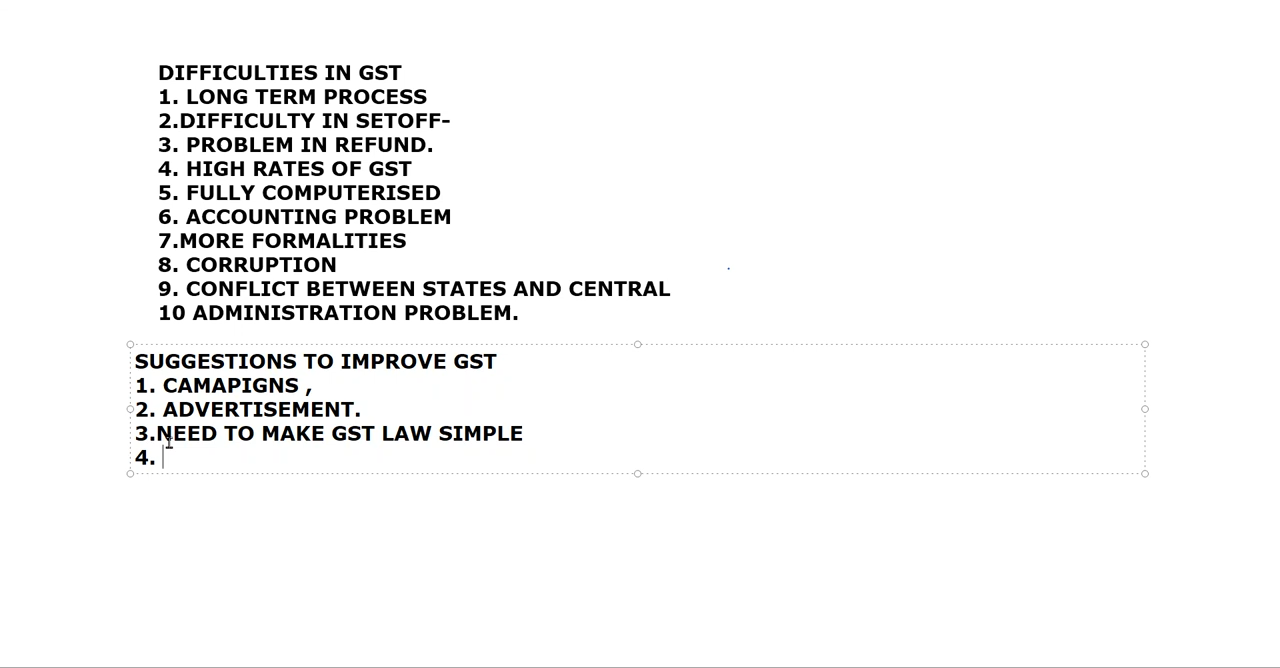 DIFFICULTIES IN GST
1. LONG TERM PROCESS
2.DIFFICULTY IN SETOFF-
3. PROBLEM IN REFUND.
4. HIGH RATES OF GST
5. FULLY COMPUTERISED
6. ACCOUNTING PROBLEM
7.MORE FORMALITIES
8. CORRUPTION
9. CONFLICT BETWEEN STATES AND CENTRAL
10 ADMINISTRATION PROBLEM.
SUGGESTIONS TO IMPROVE GST
1. CAMAPIGNS ,
2. ADVERTISEMENT.
3.NEED TO MAKE GST LAW SIMPLE
4.